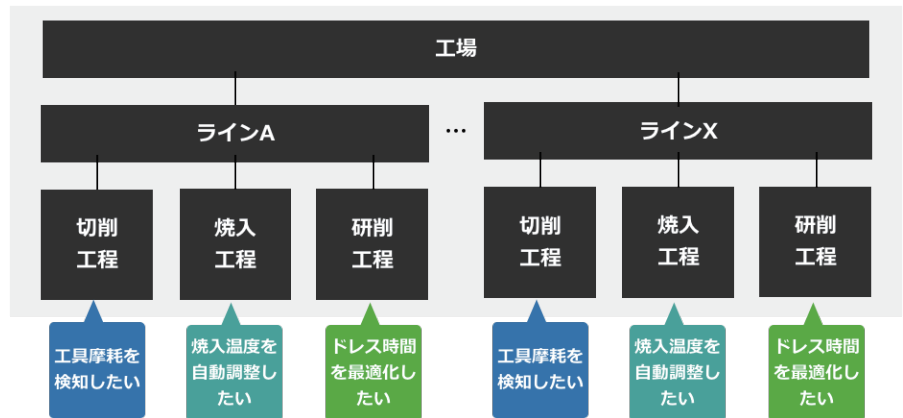 工場
ラインA
…
ラインX
切削
工程
焼入
工程
研削
工程
切削
工程
焼入
工程
研削
工程
工具摩耗を
検知したい
焼入温度を
自動調整し
たい
ドレス時間
を最適化し
たい
工具摩耗を
検知したい
焼入温度を
自動調整し
たい
ドレス時間
を最適化し
たい